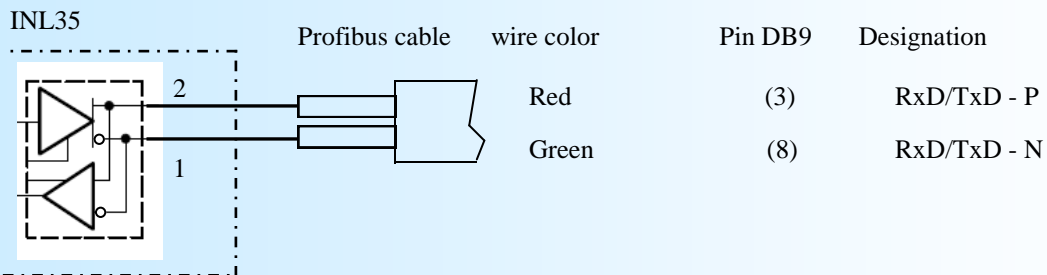 INL35
Profibus cable wire color Pin DB9 Designation
2 Red (3) RxD/TxD - P
1 Green (8) RxD/TxD - N